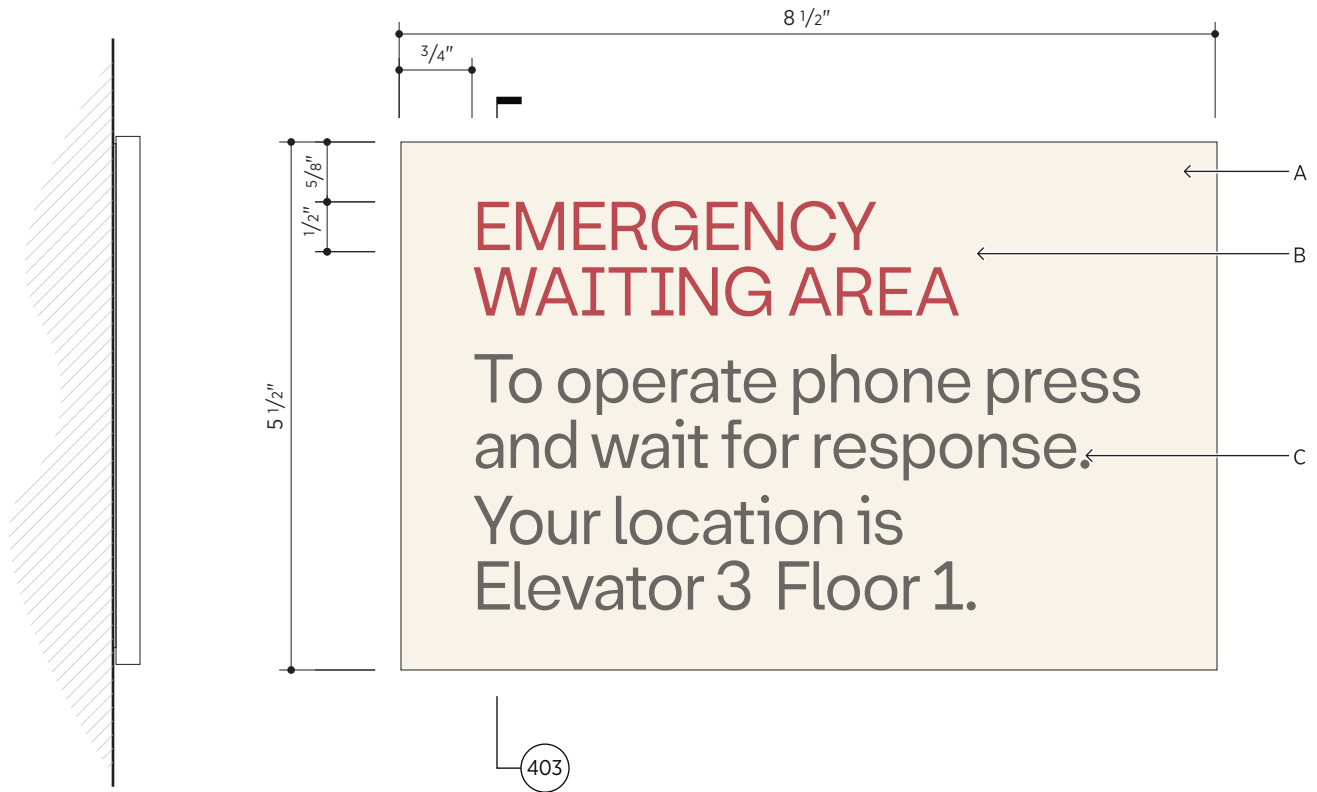 8 1/2"
3/4"
5/8"
1/2"
5 1/2"
A
EMERGENCY
B
WAITING AREA
To operate phone press
and wait for response.
C
Your location is
Elevator 3 Floor 1.
403